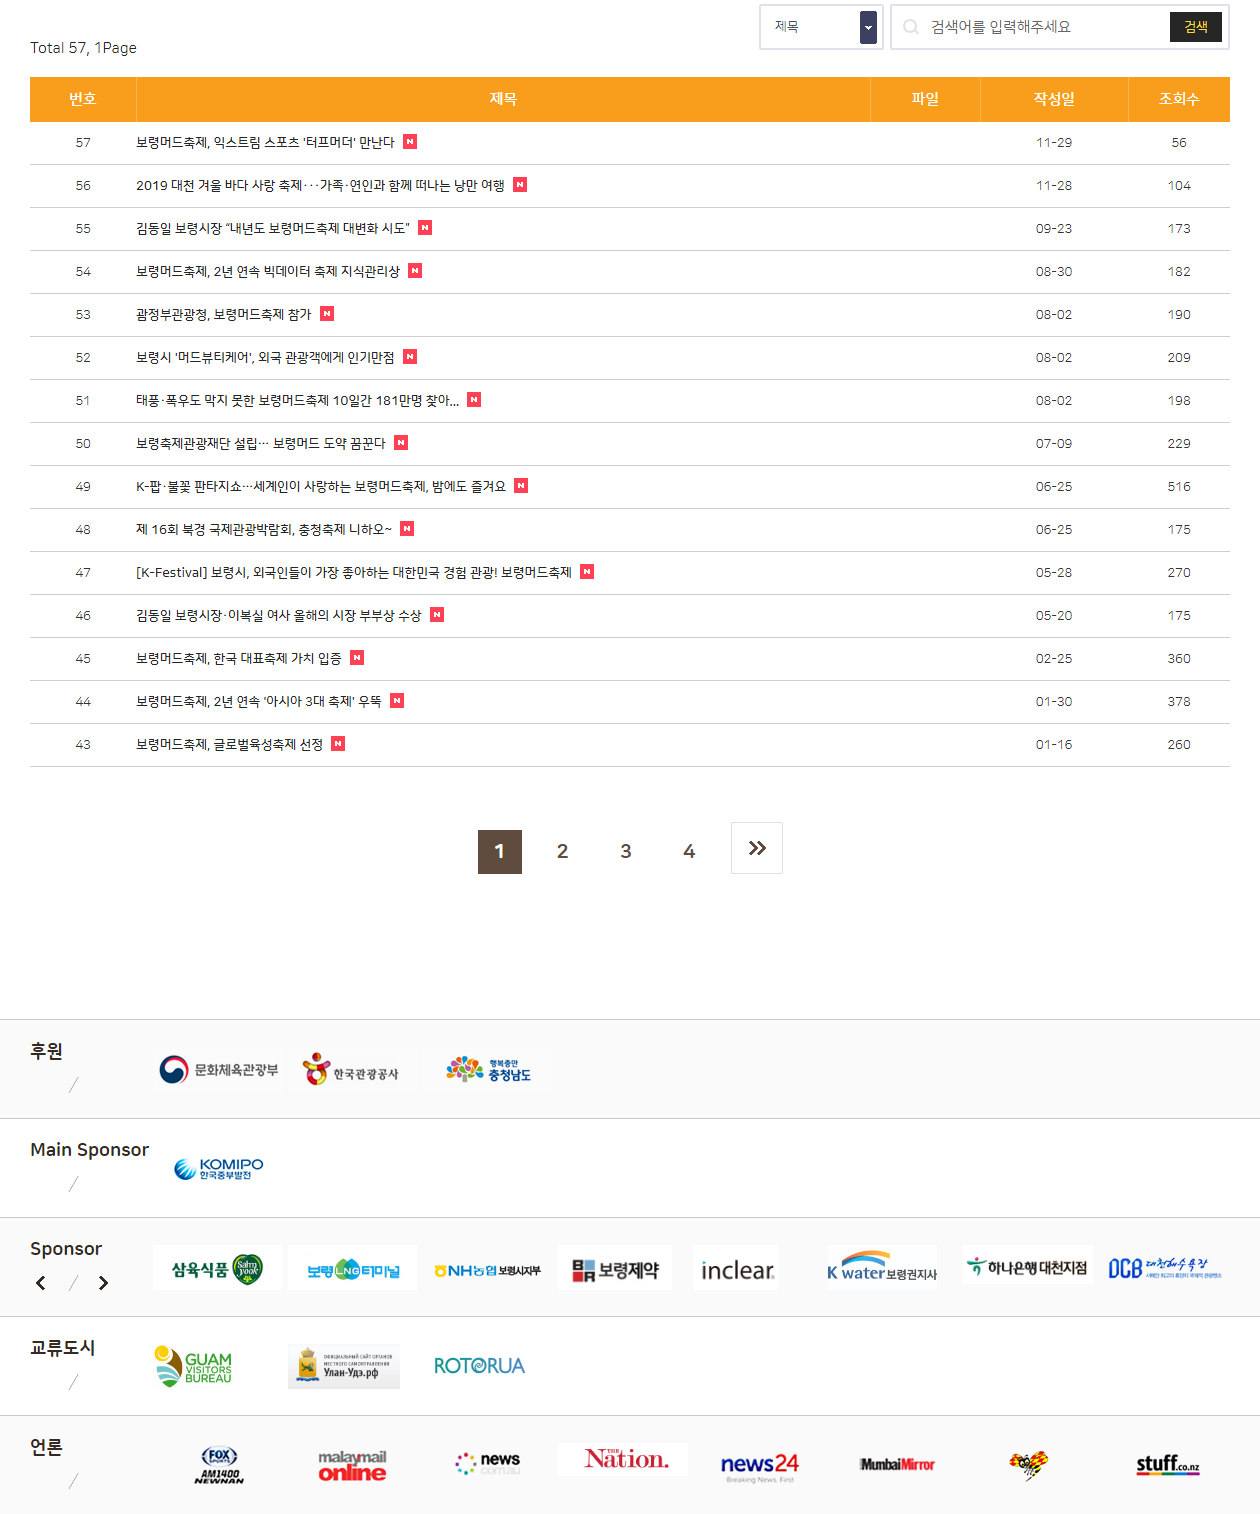 제목
검색어를 입력해주세요
검색
Total 57, 1Page
번호 제목 파일 작성일 조회수
57 보령머드축제, 익스트림 스포츠 '터프머더' 만난다 N 11-29 56
56 2019 대천 겨울 바다 사랑 축제···가족·연인과 함께 떠나는 낭만 여행 N 11-28 104
55 김동일 보령시장 “내년도 보령머드축제 대변화 시도” N 09-23 173
54 보령머드축제, 2년 연속 빅데이터 축제 지식관리상 N 08-30 182
53 괌정부관광청, 보령머드축제 참가 N 08-02 190
52 보령시 '머드뷰티케어', 외국 관광객에게 인기만점 N 08-02 209
51 태풍·폭우도 막지 못한 보령머드축제 10일간 181만명 찾아... N 08-02 198
50 보령축제관광재단 설립… 보령머드 도약 꿈꾼다 N 07-09 229
49 K-팝·불꽃 판타지쇼…세계인이 사랑하는 보령머드축제, 밤에도 즐겨요 N 06-25 516
48 제 16회 북경 국제관광박람회, 충청축제 니하오~ N 06-25 175
47 [K-Festival] 보령시, 외국인들이 가장 좋아하는 대한민국 경험 관광! 보령머드축제 N 05-28 270
46 김동일 보령시장·이복실 여사 올해의 시장 부부상 수상 N 05-20 175
45 보령머드축제, 한국 대표축제 가치 입증 N 02-25 360
44 보령머드축제, 2년 연속 '아시아 3대 축제' 우뚝 N 01-30 378
43 보령머드축제, 글로벌육성축제 선정 N 01-16 260
1 2 3 4 »
후원
문화체육관광부
한국관광공사
행복충만
충청남도
Main Sponsor
KOMIPO
한국중부발전
Sponsor
삼육식품 Sahm yook
보령LNG터미널
NH농협 보령시지부
BR 보령제약
inclear.
K water 보령권지사
하나은행 대천지점
DCB 대천해수욕장
교류도시
GUAM
VISITORS
BUREAU
ОФИЦИАЛЬНЫЙ САЙТ ОРГАНОВ
МЕСТНОГО САМОУПРАВЛЕНИЯ
Улан-Удэ.рф
ROTORUA
언론
FOX
SPORTS
AM1400
NEWNAN
malaymail
online
news
com.au
THE
Nation.
news24
Breaking News. First
MumbaiMirror
stuff.co.nz